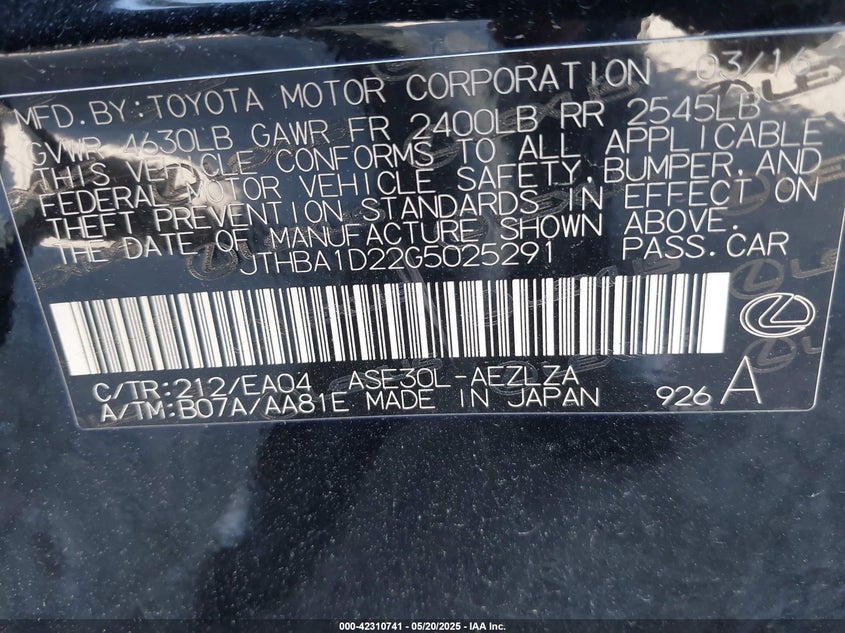 MFD. BY: TOYOTA MOTOR CORPORATION 03/16
GVWR 4630LB GAWR FR 2400LB RR 2545LB
THIS VEHICLE CONFORMS TO ALL APPLICABLE
FEDERAL MOTOR VEHICLE SAFETY, BUMPER, AND
THEFT PREVENTION STANDARDS IN EFFECT ON
THE DATE OF MANUFACTURE SHOWN ABOVE.
JTHBA1D22G5025291 PASS. CAR
C/TR: 212/EA04 ASE30L-AEZLZA
A/TM: B07A/AA81E MADE IN JAPAN 926 A
000-42310741 / 05/20/2025 - IAA Inc.